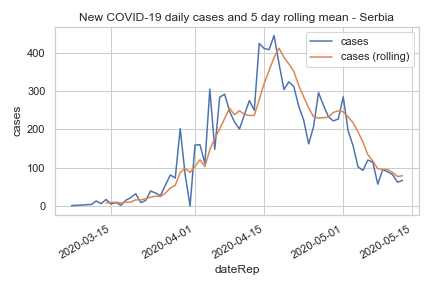 New COVID-19 daily cases and 5 day rolling mean - Serbia
cases
cases (rolling)
400
300
200
100
0
cases
2020-03-15
2020-04-01
2020-04-15
2020-05-01
2020-05-15
dateRep